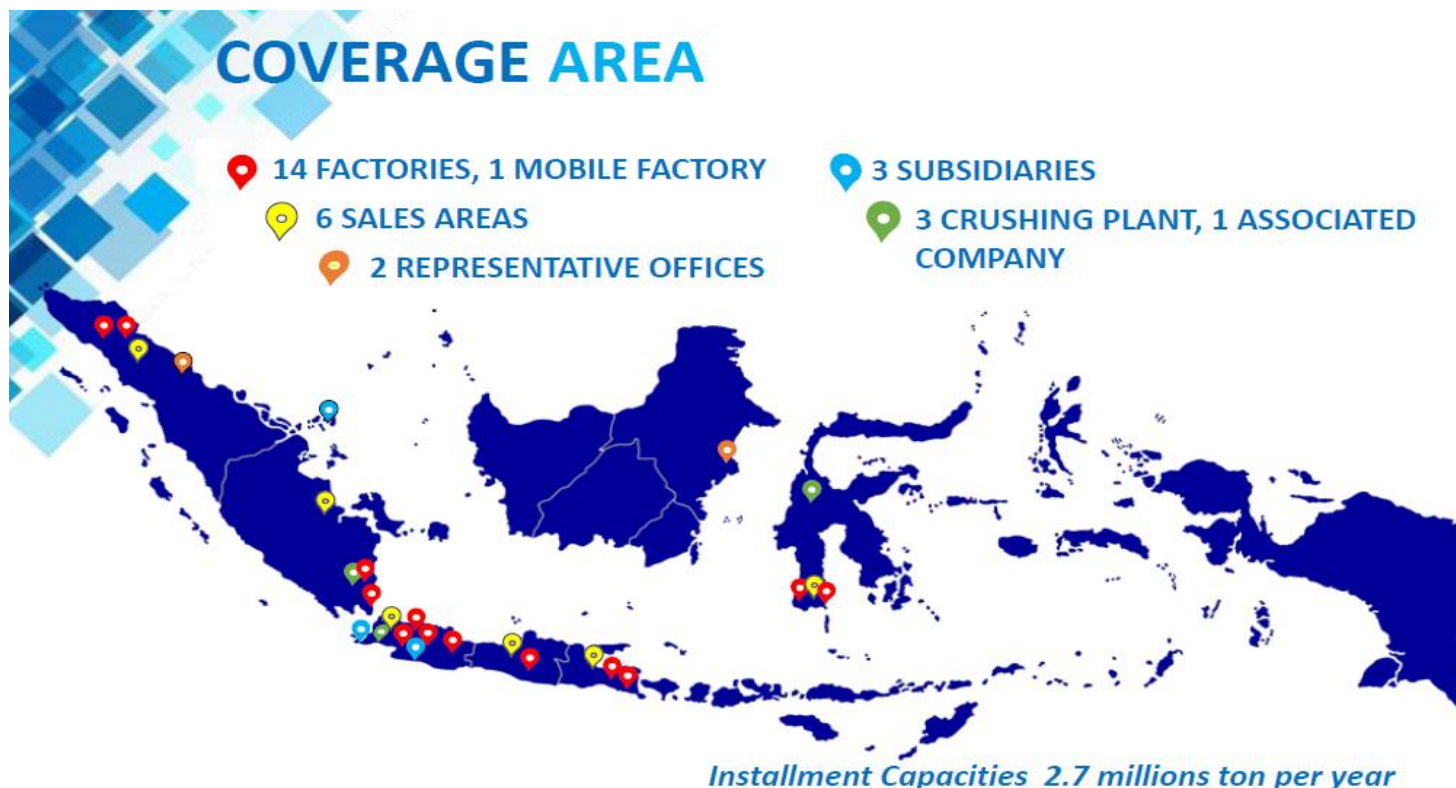 COVERAGE AREA
14 FACTORIES, 1 MOBILE FACTORY
6 SALES AREAS
2 REPRESENTATIVE OFFICES
3 SUBSIDIARIES
3 CRUSHING PLANT, 1 ASSOCIATED
COMPANY
Installment Capacities 2.7 millions ton per year